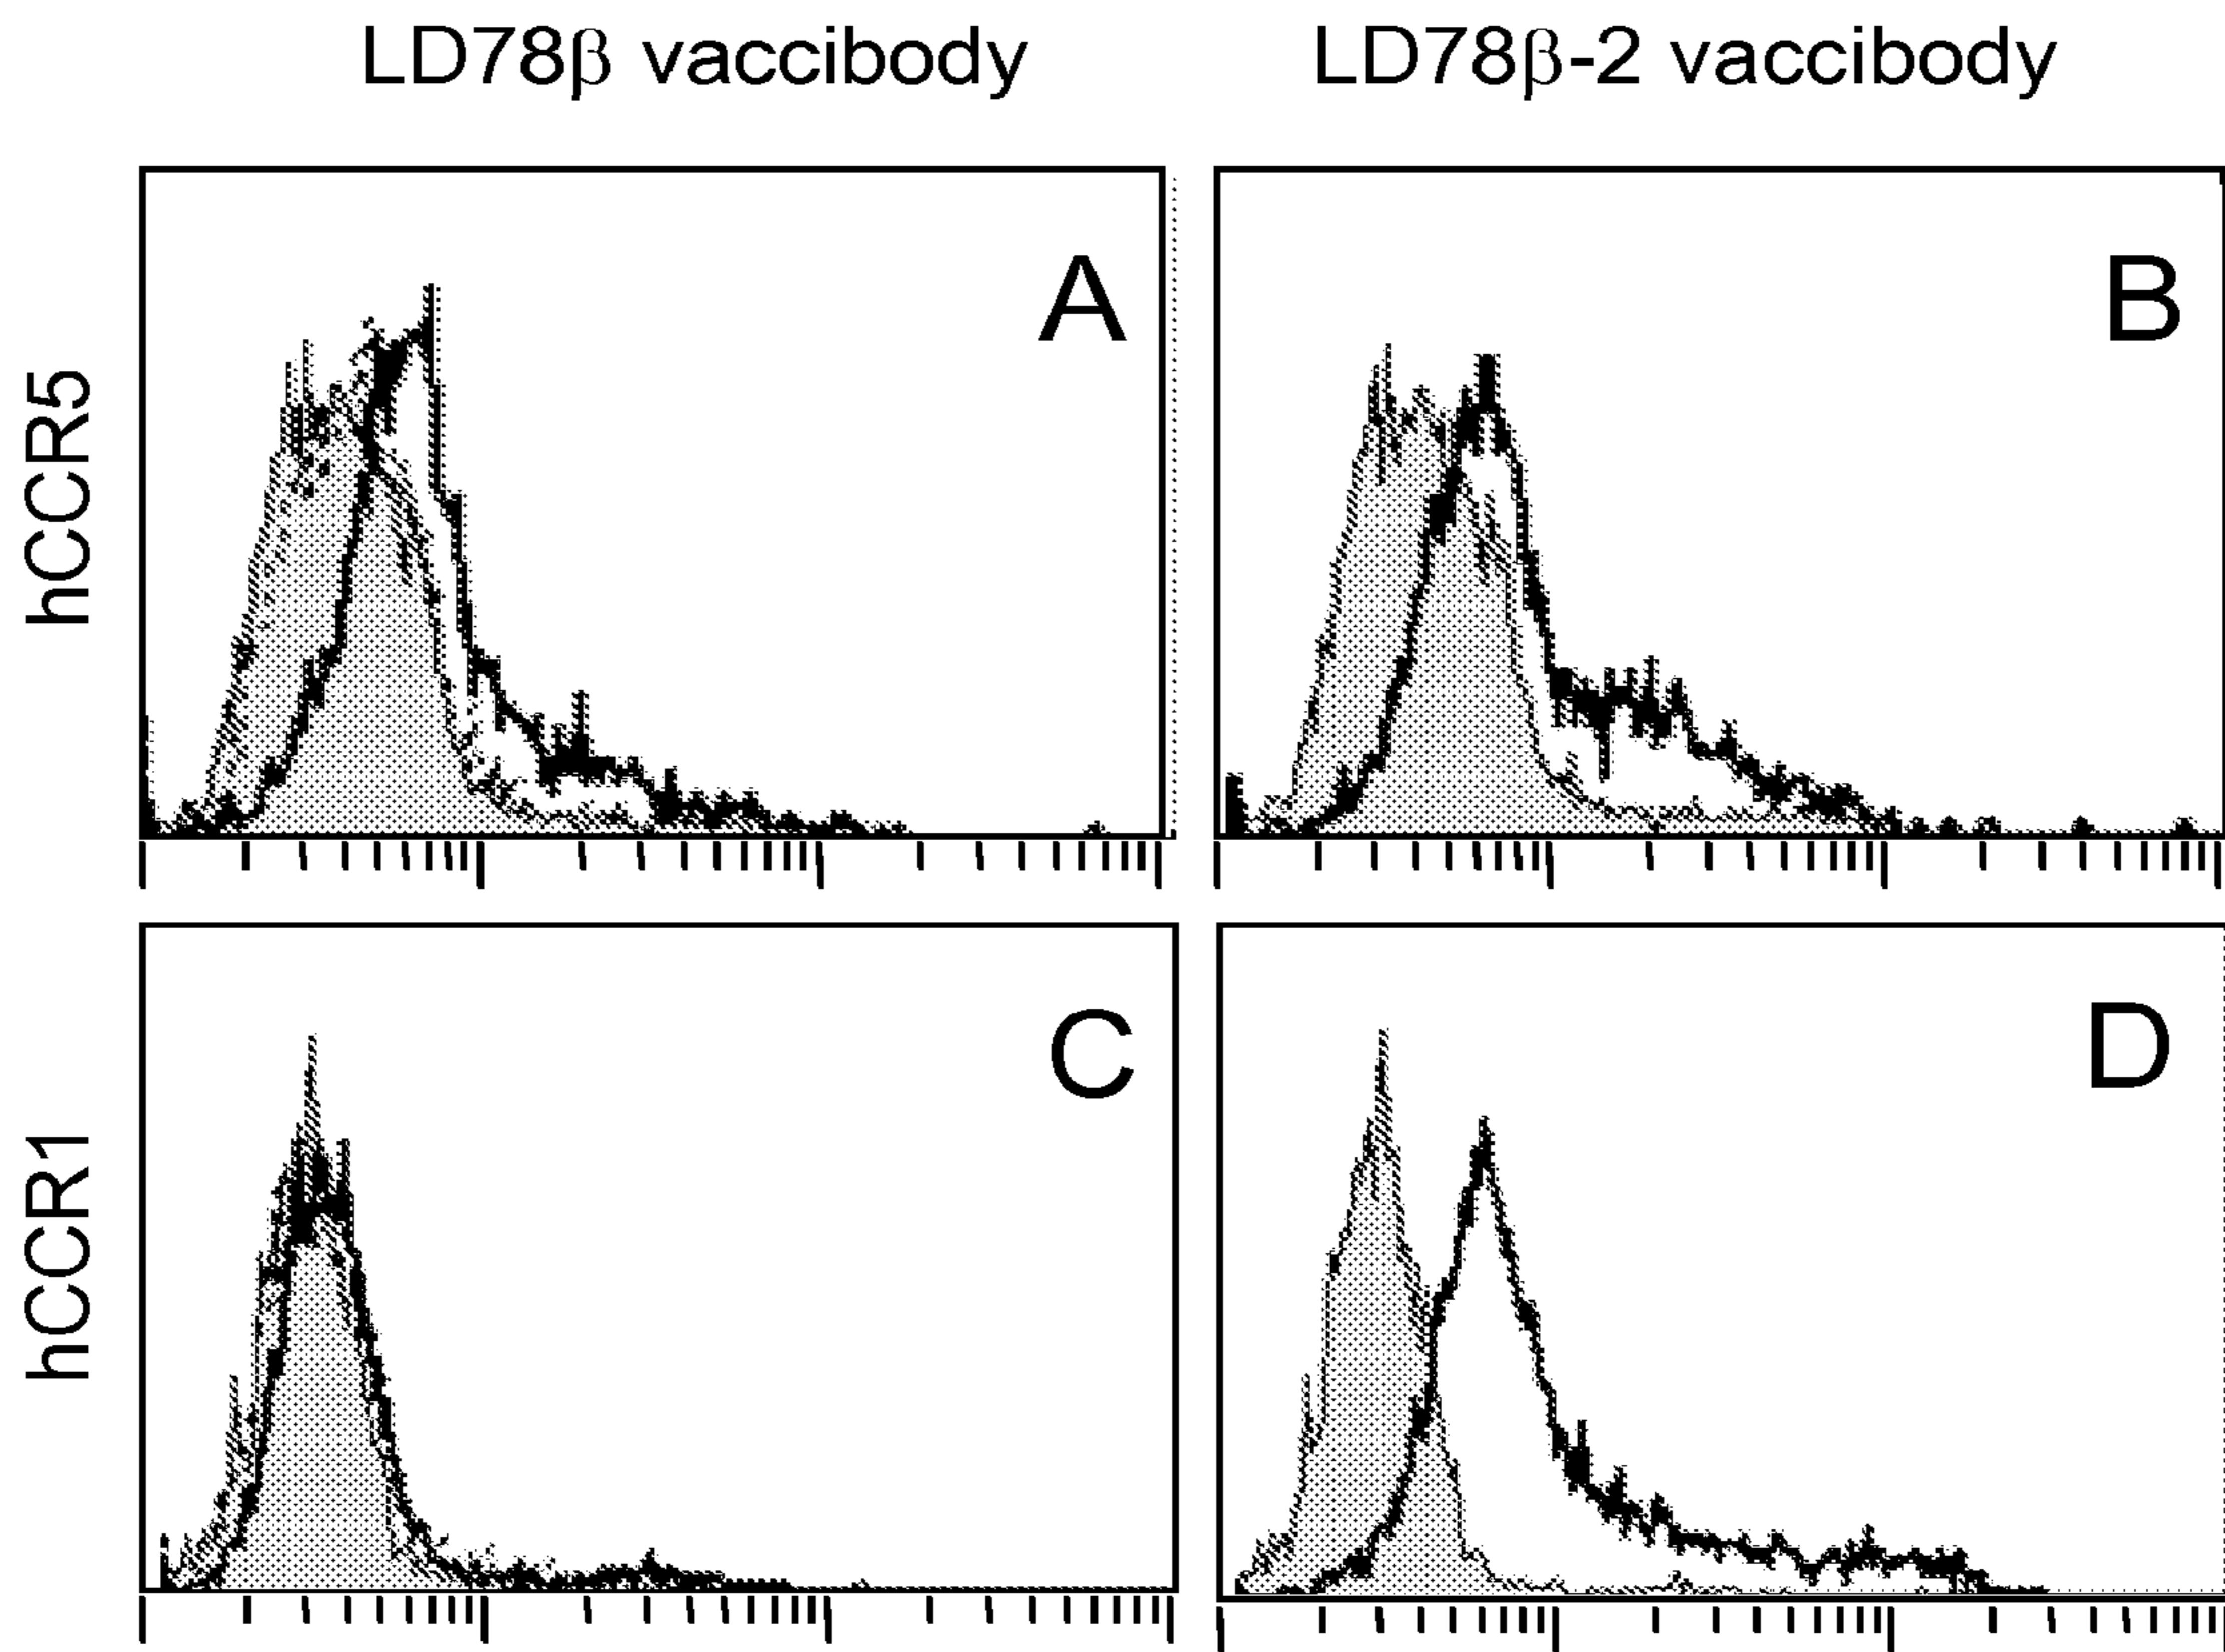 LD78β vaccibody
LD78β-2 vaccibody
hCCR5
A
B
hCCR1
C
D